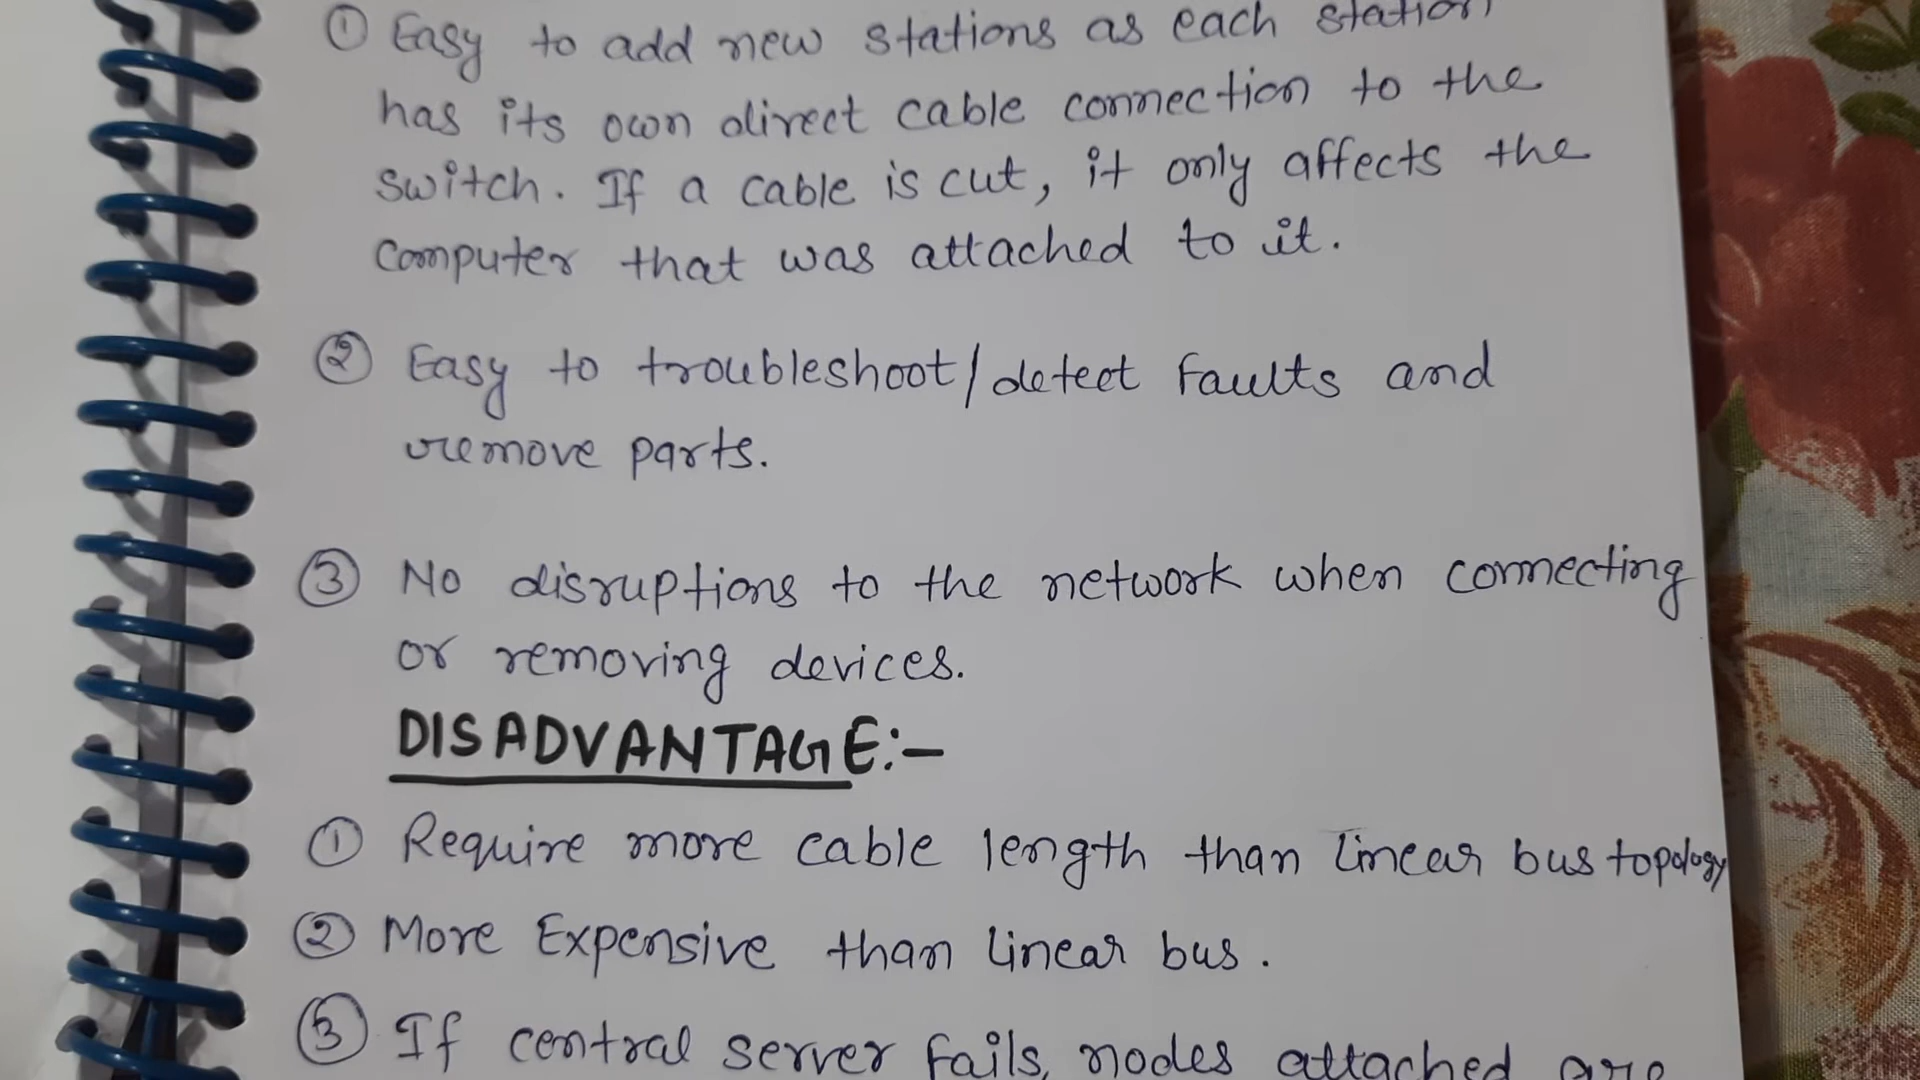 ① Easy to add new stations as each station
has its own direct cable connection to the
switch. If a cable is cut, it only affects the
computer that was attached to it.
② Easy to troubleshoot/detect faults and
remove parts.
③ No disruptions to the network when connecting
or removing devices.
DISADVANTAGE:-
① Require more cable length than linear bus topology
② More Expensive than linear bus.
③ If central server fails, nodes attached are